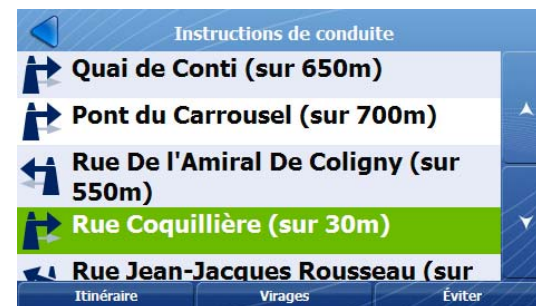 Instructions de conduite
Quai de Conti (sur 650m)
Pont du Carrousel (sur 700m)
Rue De l'Amiral De Coligny (sur
550m)
Rue Coquillière (sur 30m)
Rue Jean-Jacques Rousseau (sur
Itinéraire
Virages
Éviter